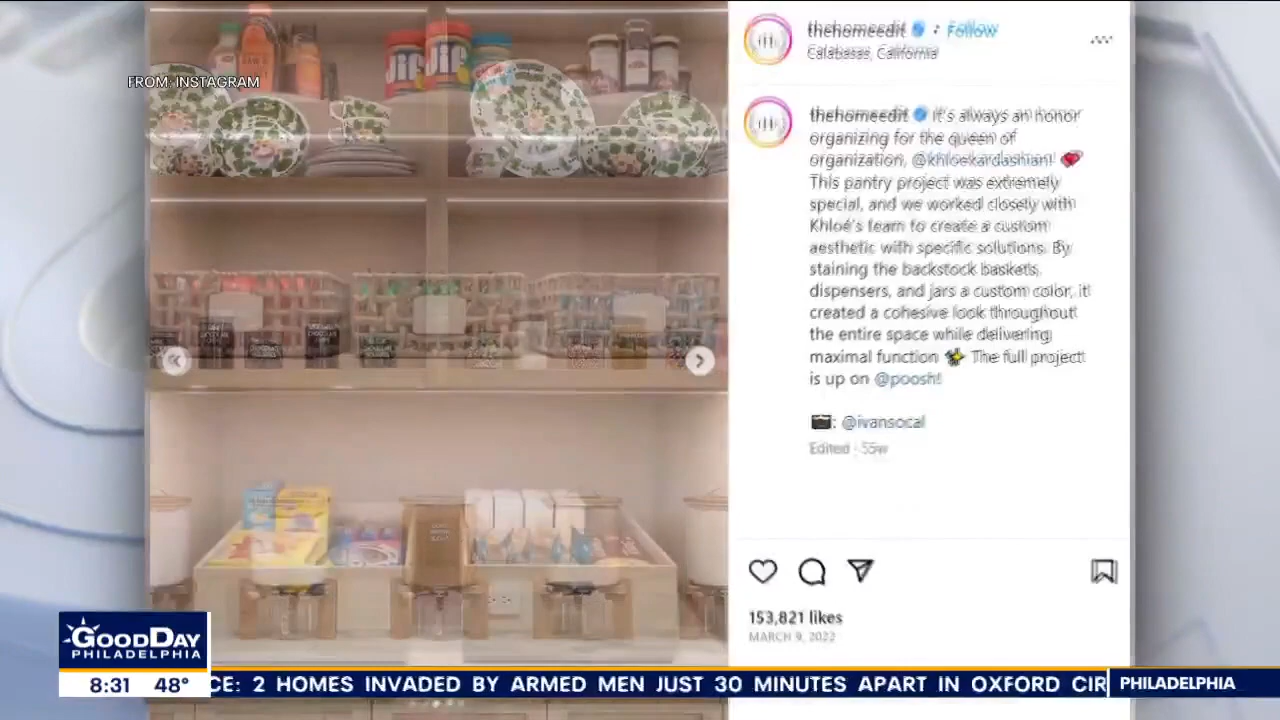 FROM: INSTAGRAM
Jif
Jif
thehomeedit • Follow
Calabasas, California
thehomeedit It's always an honor
organizing for the queen of
organization, @khloekardashian! 💕
This pantry project was extremely
special, and we worked closely with
Khloé's team to create a custom
aesthetic with specific solutions. By
staining the backstock baskets,
dispensers, and jars a custom color, it
created a cohesive look throughout
the entire space while delivering
maximal function ✨ The full project
is up on @poosh!
📷: @ivansocal
Edited · 55w
153,821 likes
MARCH 9, 2022
GOODDAY
PHILADELPHIA
8:31 48°
CE: 2 HOMES INVADED BY ARMED MEN JUST 30 MINUTES APART IN OXFORD CIR
PHILADELPHIA